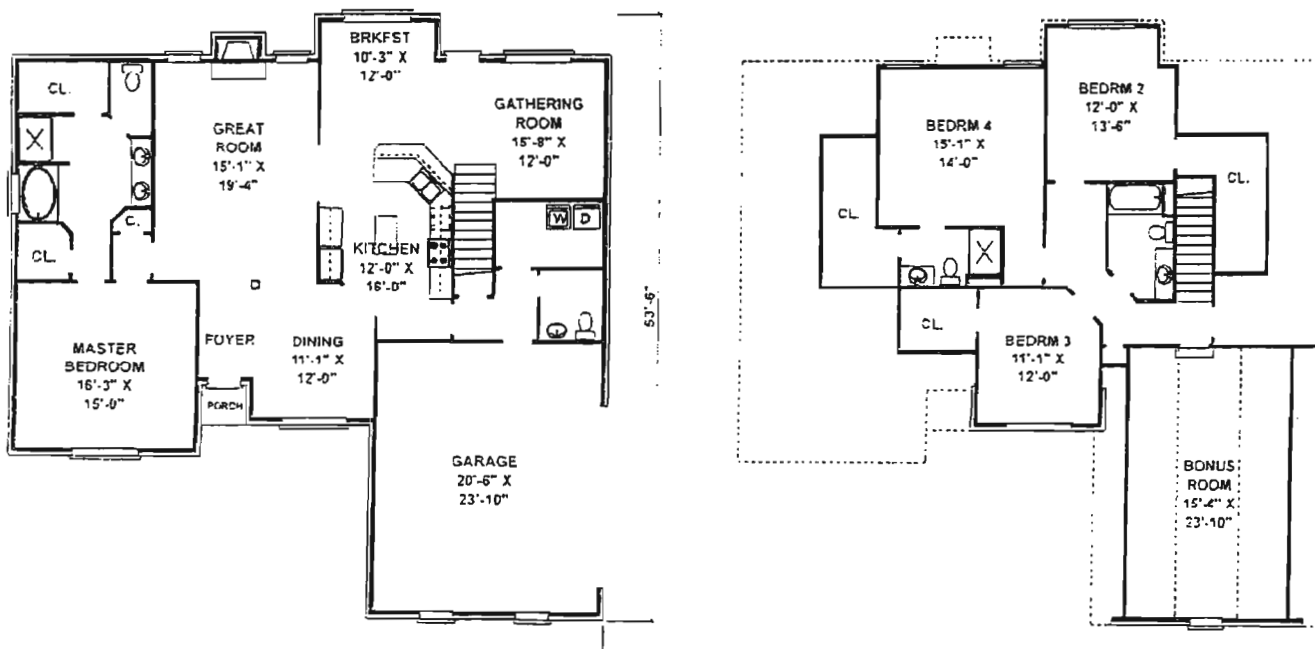 BRKFST
10'-3" X
12'-0"
CL.
GREAT
ROOM
15'-1" X
19'-4"
GATHERING
ROOM
15'-8" X
12'-0"
C.
CL.
W D
KITCHEN
12'-0" X
16'-0"
53'-6"
MASTER
BEDROOM
16'-3" X
15'-0"
FOYER
DINING
11'-1" X
12'-0"
PORCH
GARAGE
20'-6" X
23'-10"
BEDRM 2
12'-0" X
13'-6"
BEDRM 4
15'-1" X
14'-0"
CL.
CL.
CL.
BEDRM 3
11'-1" X
12'-0"
BONUS
ROOM
15'-4" X
23'-10"